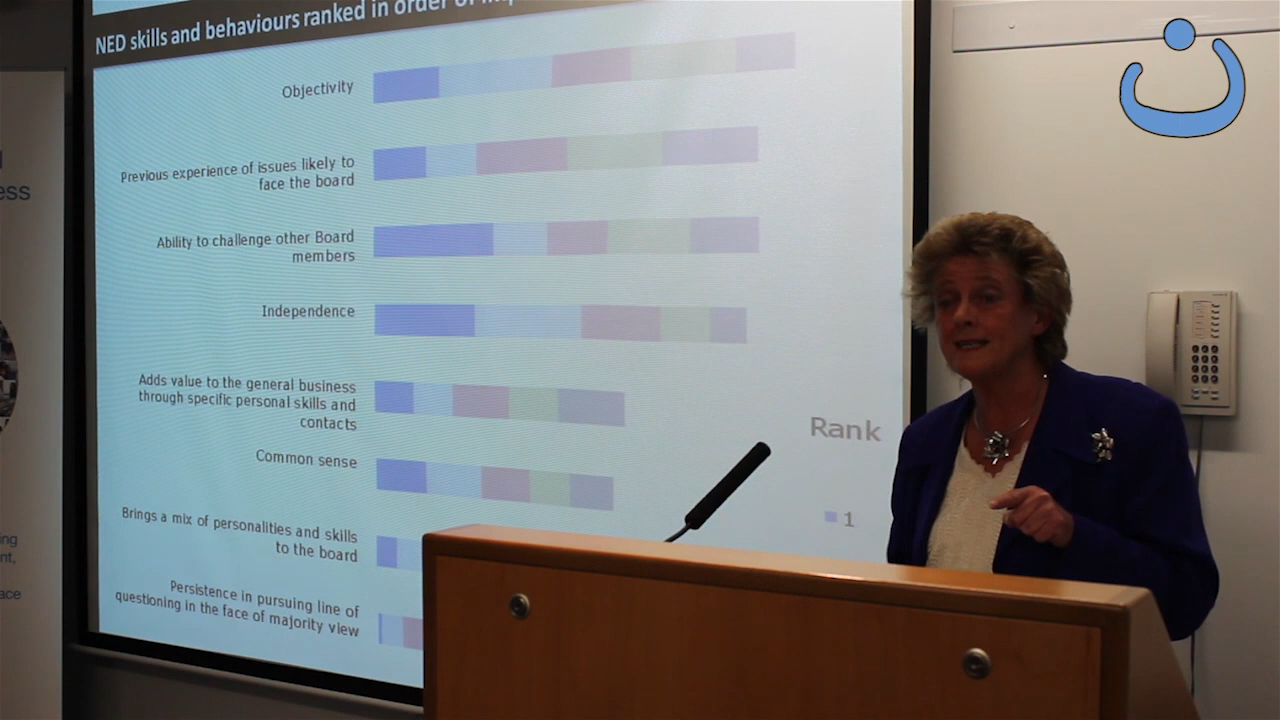 NED skills and behaviours ranked in order of
Objectivity
Previous experience of issues likely to
face the board
Ability to challenge other Board
members
Independence
Adds value to the general business
through specific personal skills and
contacts
Common sense
Brings a mix of personalities and skills
to the board
Persistence in pursuing line of
questioning in the face of majority view
Rank
1
ess
ing
nt,
ace
ن